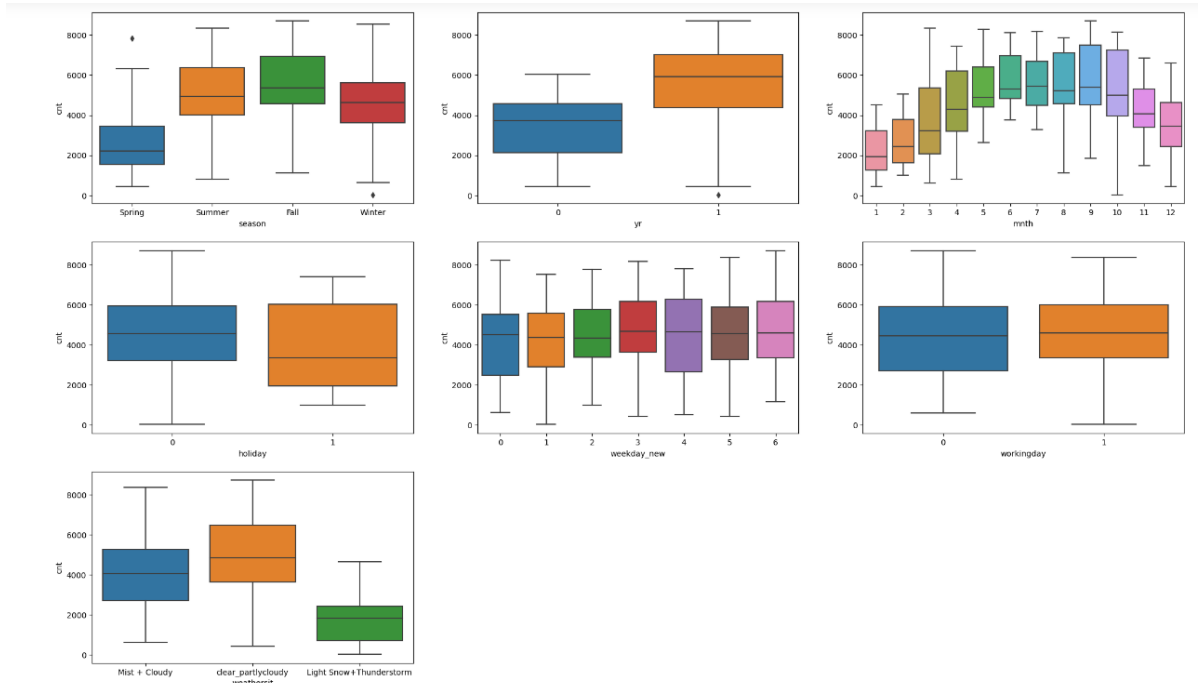 8000
6000
4000
2000
0
cnt
Spring Summer Fall Winter
season
8000
6000
4000
2000
0
cnt
0 1
yr
8000
6000
4000
2000
0
cnt
1 2 3 4 5 6 7 8 9 10 11 12
mnth
8000
6000
4000
2000
0
cnt
0 1
holiday
8000
6000
4000
2000
0
cnt
0 1 2 3 4 5 6
weekday_new
8000
6000
4000
2000
0
cnt
0 1
workingday
8000
6000
4000
2000
0
cnt
Mist + Cloudy clear_partlycloudy Light Snow+Thunderstorm
weathersit